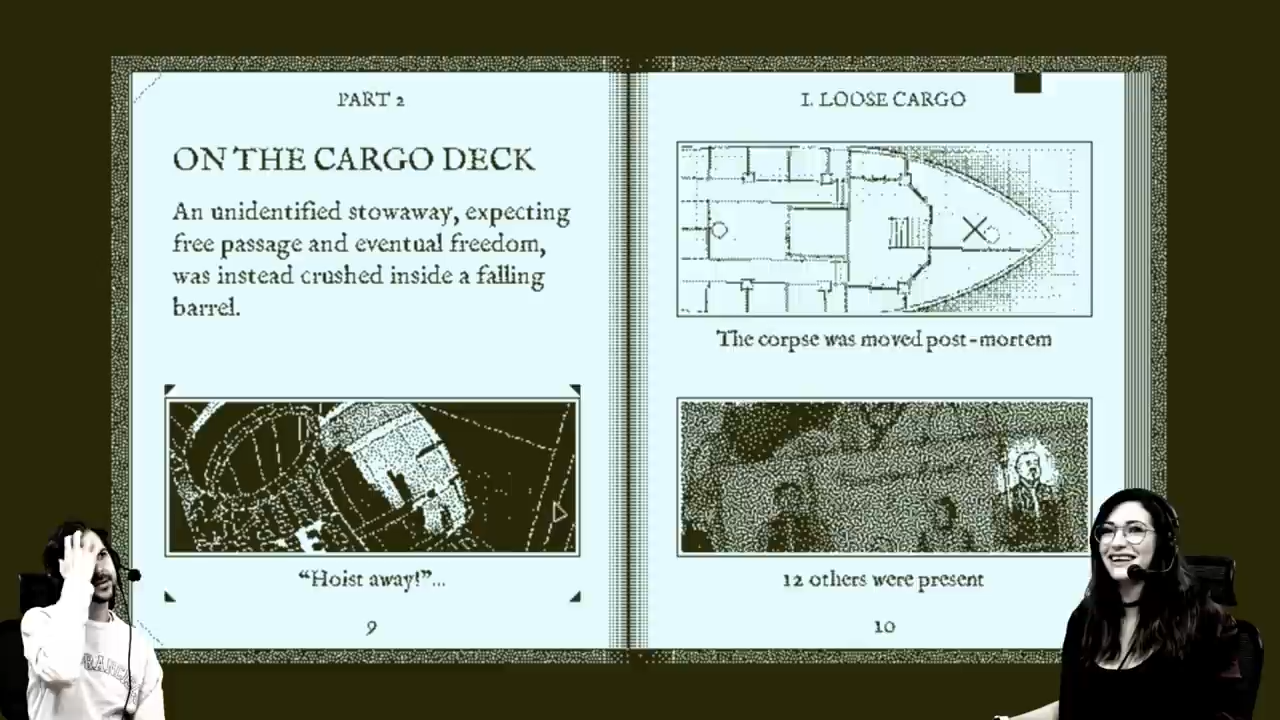 PART 2
ON THE CARGO DECK
An unidentified stowaway, expecting
free passage and eventual freedom,
was instead crushed inside a falling
barrel.
“Hoist away!”...
9
I. LOOSE CARGO
The corpse was moved post-mortem
12 others were present
10